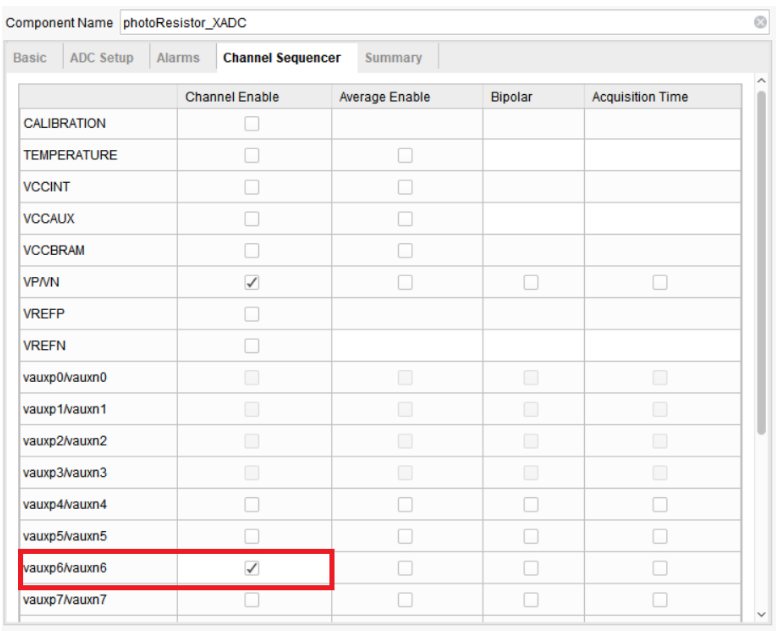 Component Name photoResistor_XADC
Basic ADC Setup Alarms Channel Sequencer Summary
Channel Enable Average Enable Bipolar Acquisition Time
CALIBRATION
TEMPERATURE
VCCINT
VCCAUX
VCCBRAM
VP/VN
VREFP
VREFN
vauxp0/vauxn0
vauxp1/vauxn1
vauxp2/vauxn2
vauxp3/vauxn3
vauxp4/vauxn4
vauxp5/vauxn5
vauxp6/vauxn6
vauxp7/vauxn7